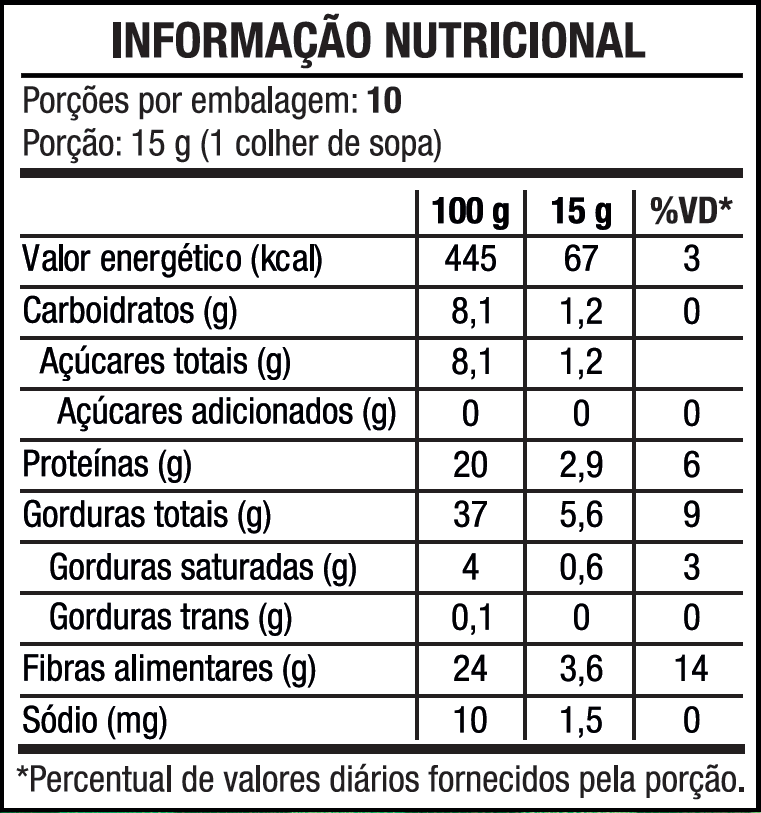 INFORMAÇÃO NUTRICIONAL
Porções por embalagem: 10
Porção: 15 g (1 colher de sopa)
100 g 15 g %VD*
Valor energético (kcal) 445 67 3
Carboidratos (g) 8,1 1,2 0
Açúcares totais (g) 8,1 1,2
Açúcares adicionados (g) 0 0 0
Proteínas (g) 20 2,9 6
Gorduras totais (g) 37 5,6 9
Gorduras saturadas (g) 4 0,6 3
Gorduras trans (g) 0,1 0 0
Fibras alimentares (g) 24 3,6 14
Sódio (mg) 10 1,5 0
*Percentual de valores diários fornecidos pela porção.